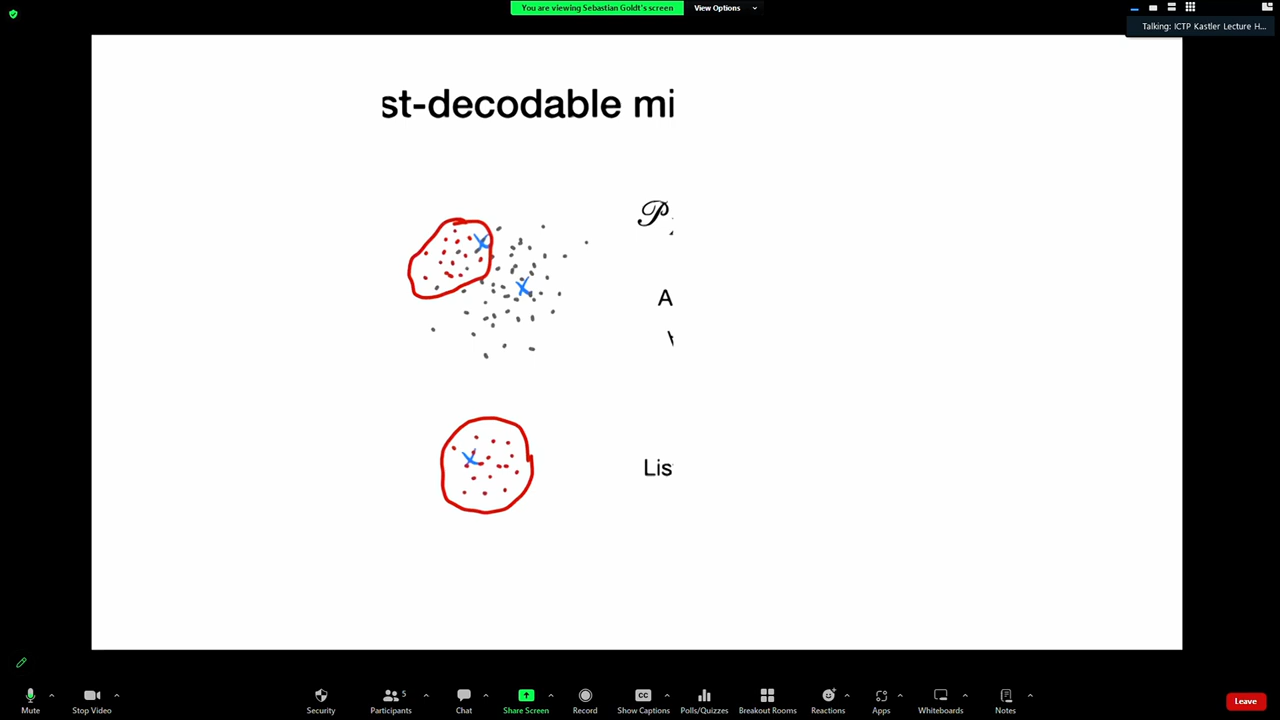 You are viewing Sebastian Goldt's screen
View Options
Talking: ICTP Kastler Lecture H...
st-decodable mi
𝒫
A
Lis
Mute
Stop Video
Security
Participants
5
Chat
Share Screen
Record
CC
Show Captions
Polls/Quizzes
Breakout Rooms
Reactions
Apps
Whiteboards
Notes
Leave